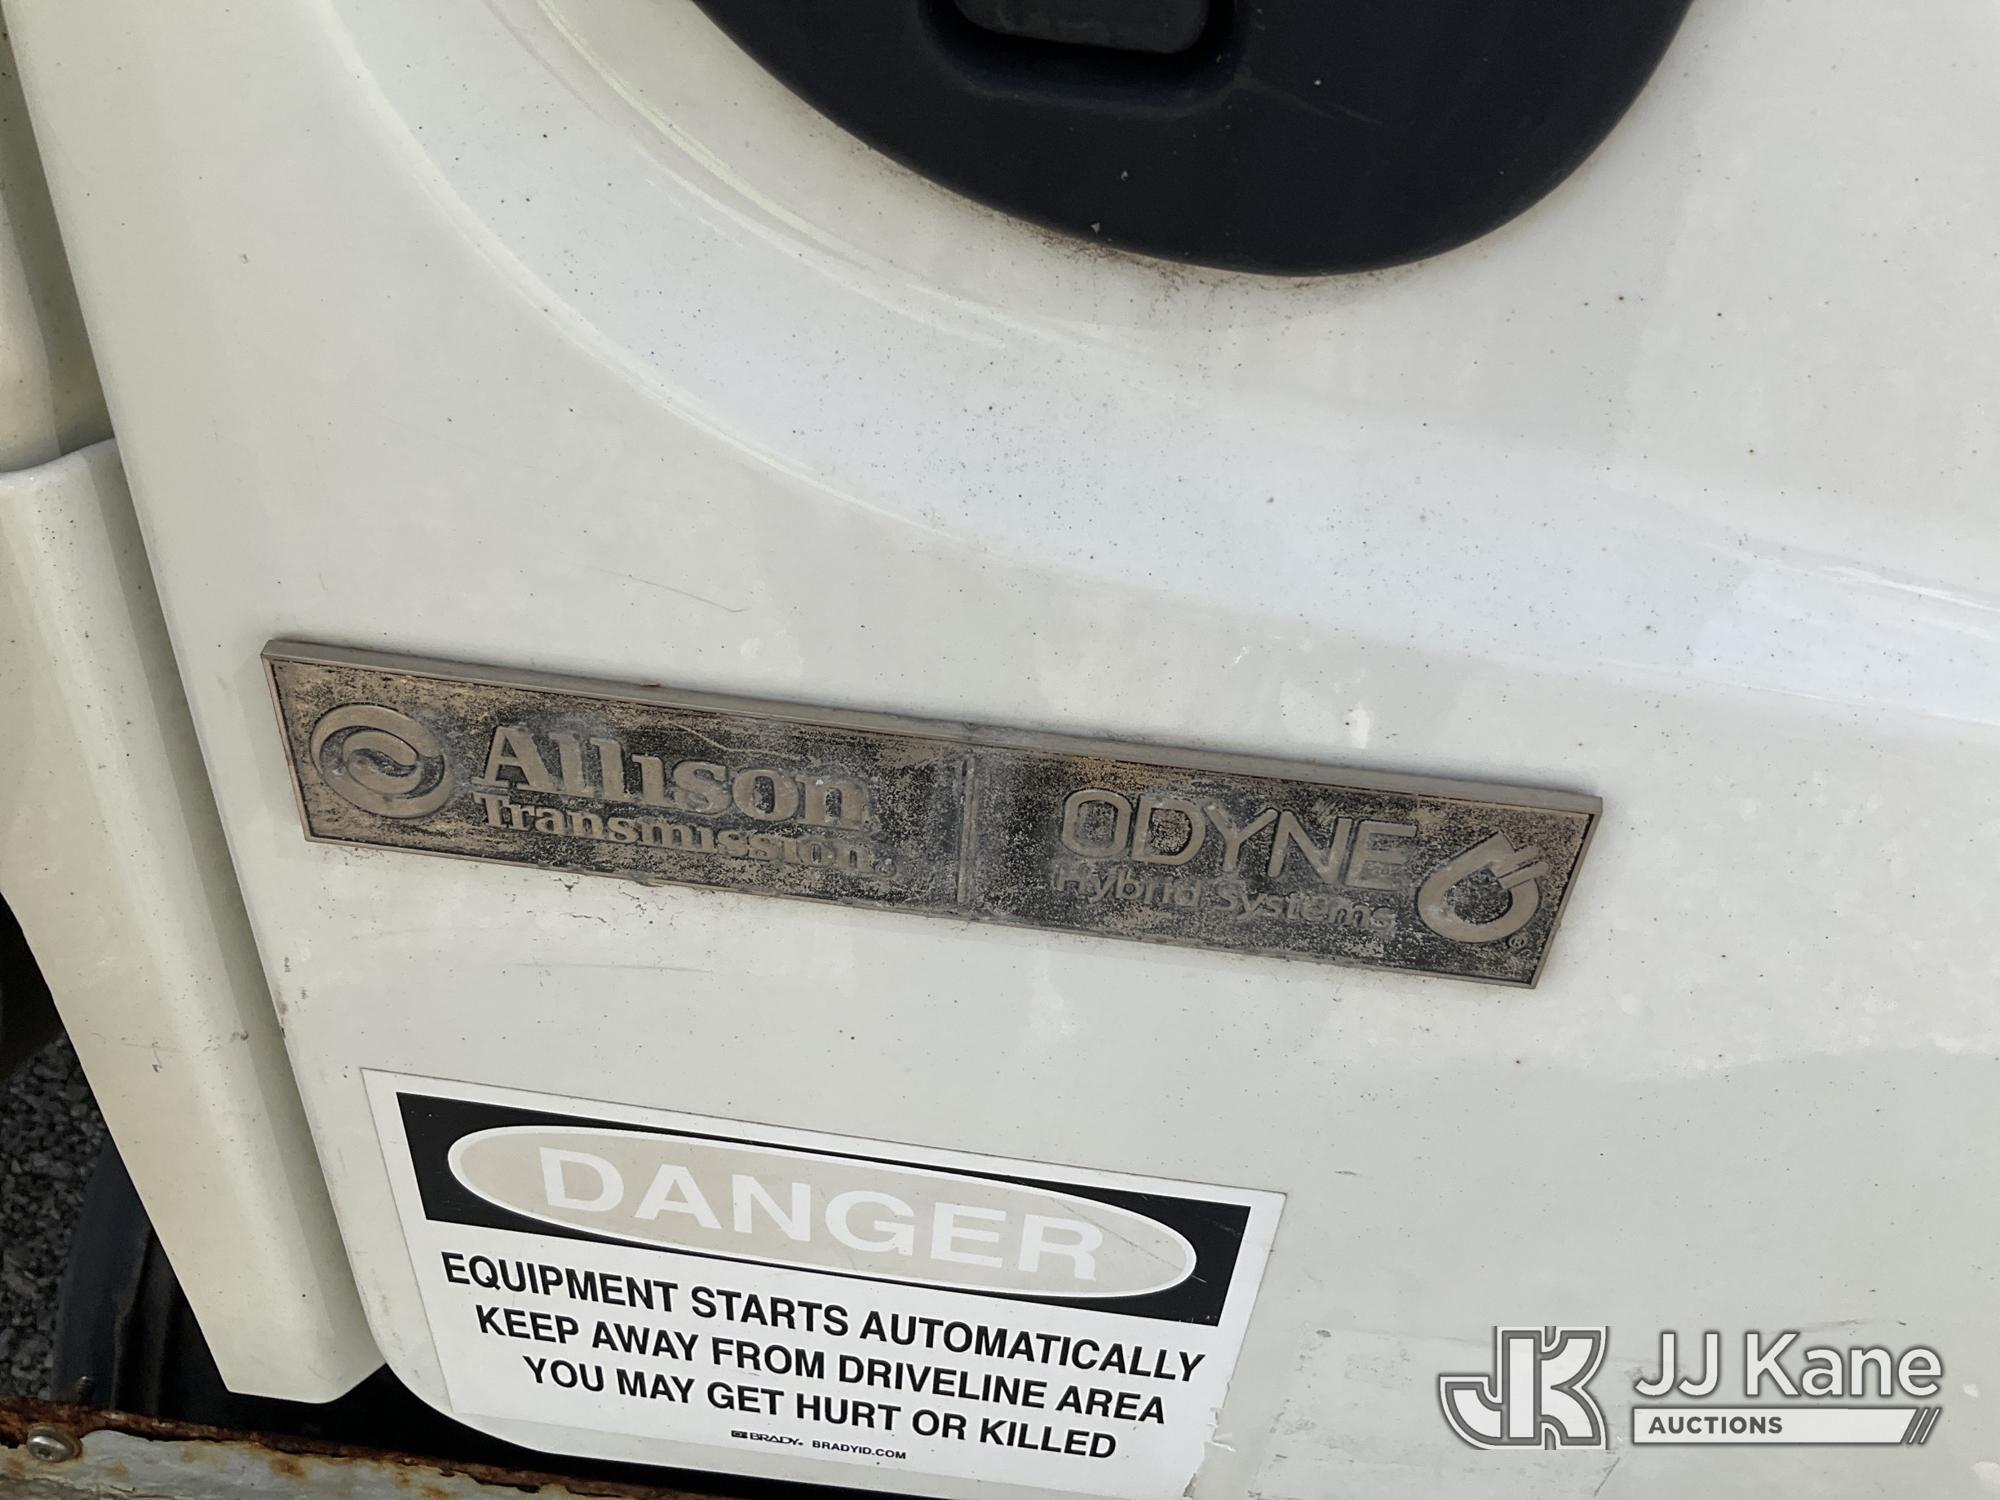 Allison
Transmission®
ODYNE
Hybrid Systems
®
DANGER
EQUIPMENT STARTS AUTOMATICALLY
KEEP AWAY FROM DRIVELINE AREA
YOU MAY GET HURT OR KILLED
BRADY. BRADYID.COM
JK JJ Kane
AUCTIONS